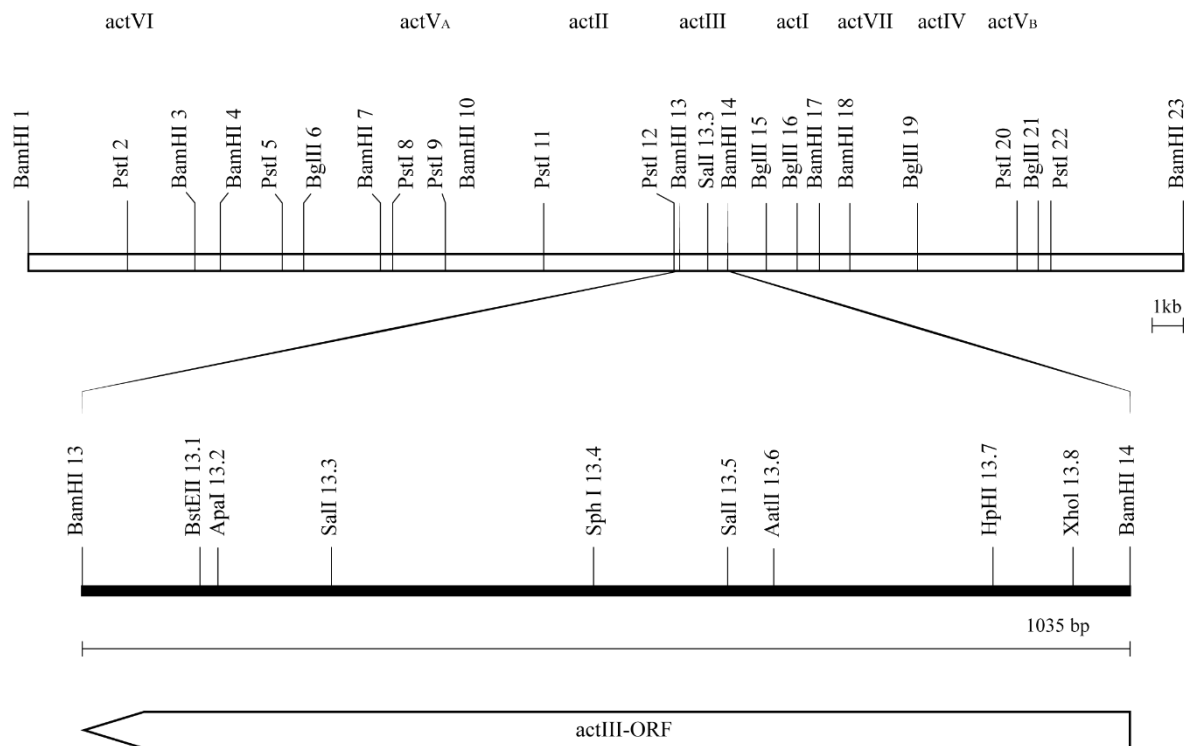 actVI actVA actII actIII actI actVII actIV actVB
BamHI 1
PstI 2
BamHI 3
BamHI 4
PstI 5
BglII 6
BamHI 7
PstI 8
PstI 9
BamHI 10
PstI 11
PstI 12
BamHI 13
SalI 13.3
BamHI 14
BglII 15
BglII 16
BamHI 17
BamHI 18
BglII 19
PstI 20
BglII 21
PstI 22
BamHI 23
1kb
BamHI 13
BstEII 13.1
ApaI 13.2
SalI 13.3
Sph I 13.4
SalI 13.5
AatII 13.6
HpHI 13.7
XhoI 13.8
BamHI 14
1035 bp
actIII-ORF